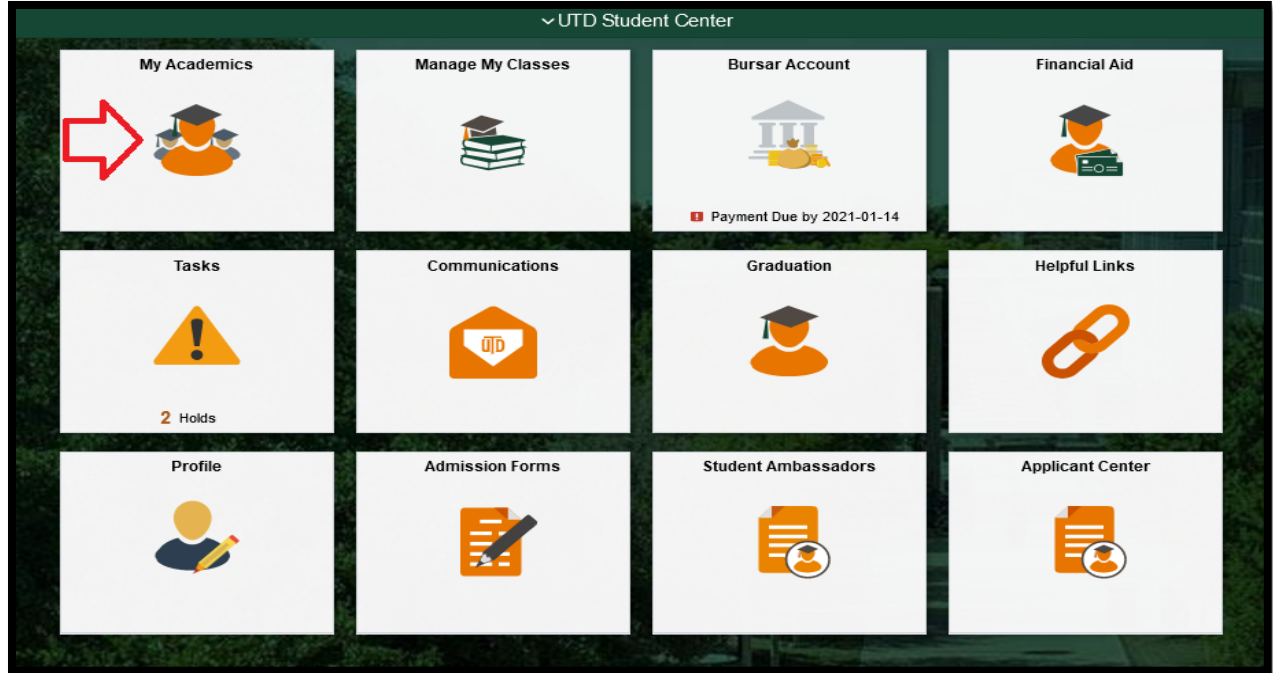 UTD Student Center
My Academics
Manage My Classes
Bursar Account
Payment Due by 2021-01-14
Financial Aid
Tasks
2 Holds
Communications
UTD
Graduation
Helpful Links
Profile
Admission Forms
Student Ambassadors
Applicant Center